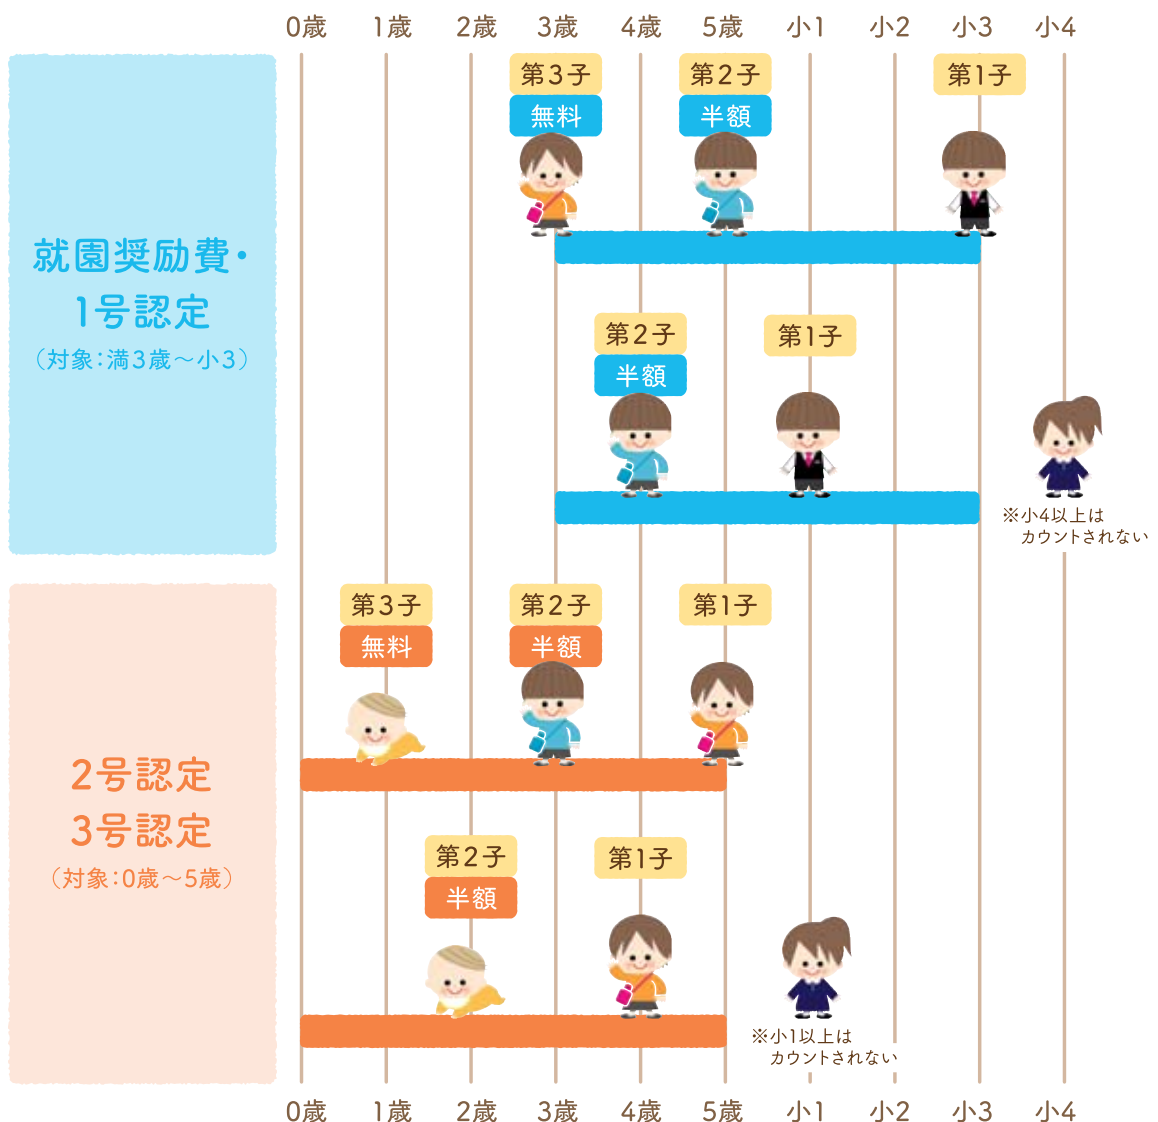 0歳 1歳 2歳 3歳 4歳 5歳 小1 小2 小3 小4
就園奨励費・
1号認定
（対象：満3歳〜小3）
第3子 第2子 第1子
無料 半額
第2子 第1子
半額
※小4以上は
カウントされない
2号認定
3号認定
（対象：0歳〜5歳）
第3子 第2子 第1子
無料 半額
第2子 第1子
半額
※小1以上は
カウントされない
0歳 1歳 2歳 3歳 4歳 5歳 小1 小2 小3 小4